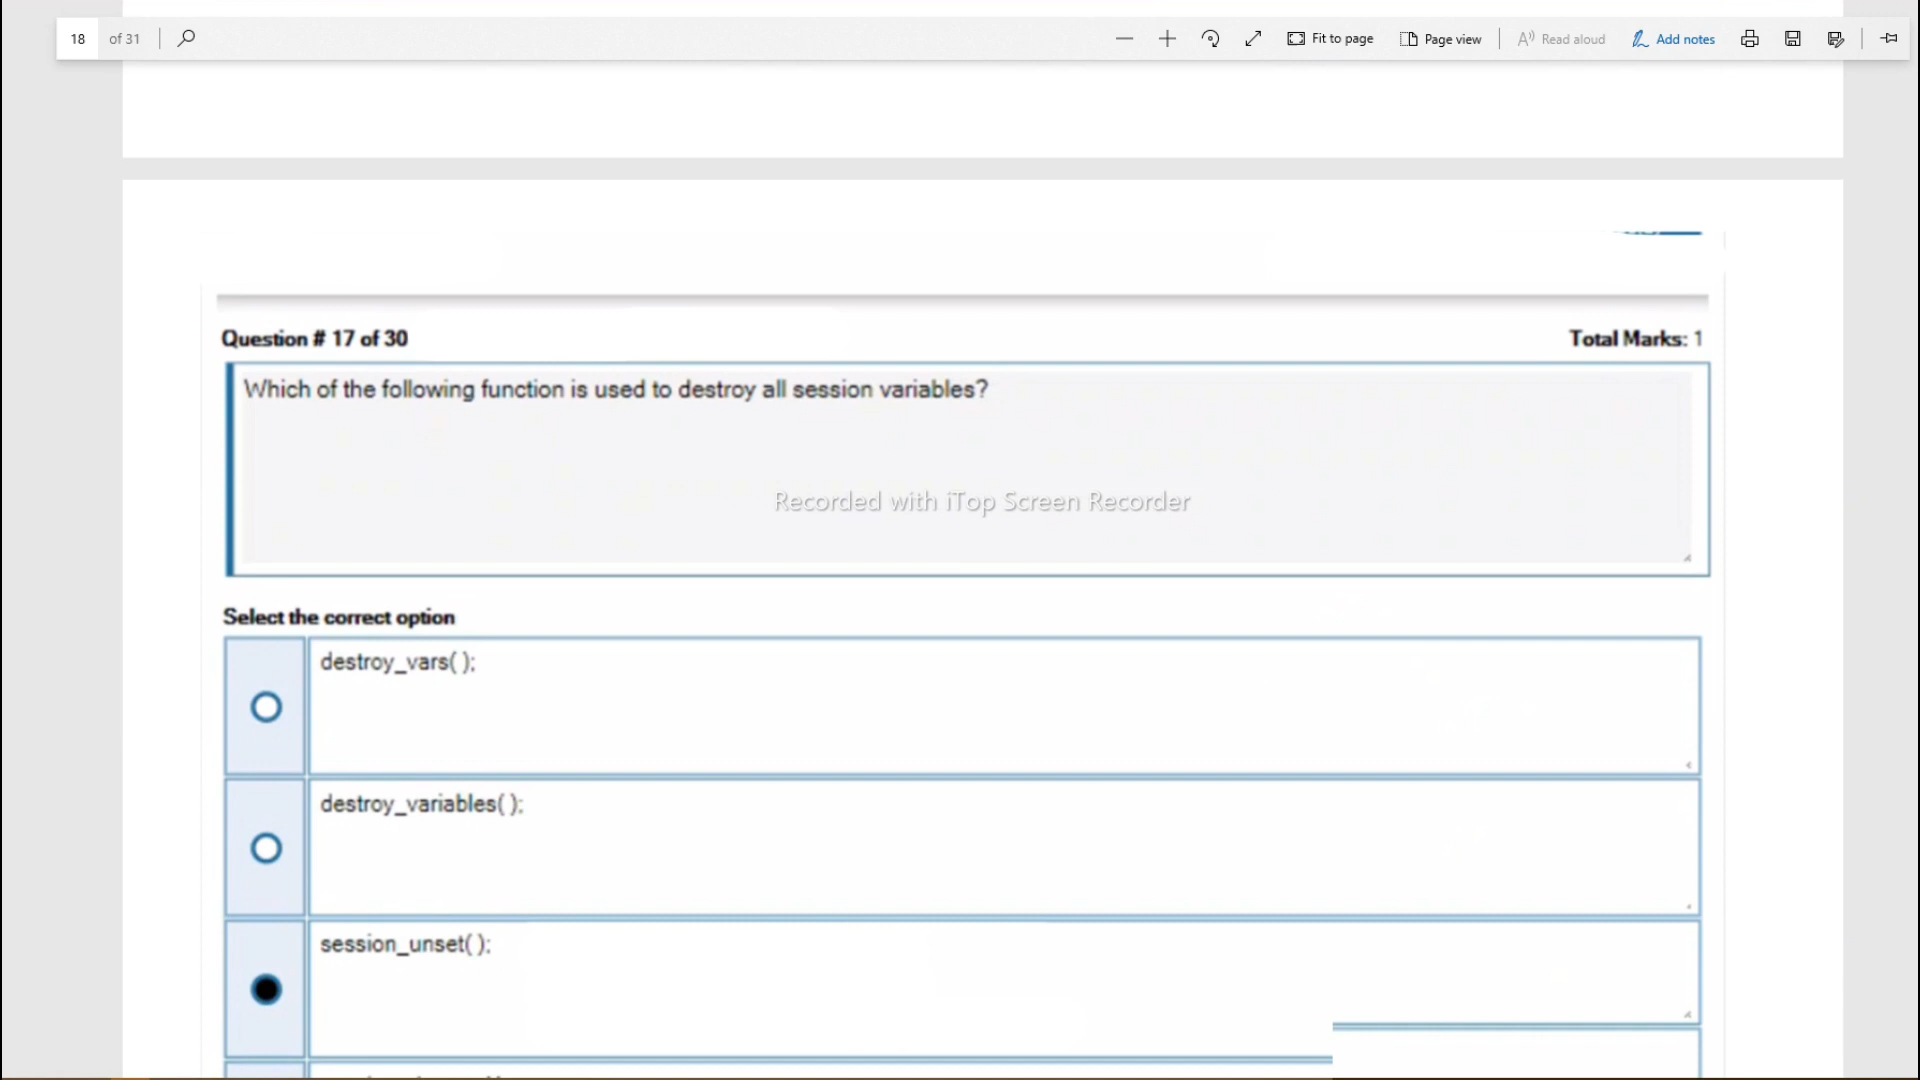 18 of 31 Fit to page Page view Read aloud Add notes
Question # 17 of 30 Total Marks: 1
Which of the following function is used to destroy all session variables?
Recorded with iTop Screen Recorder
Select the correct option
destroy_vars( );
destroy_variables( );
session_unset( );